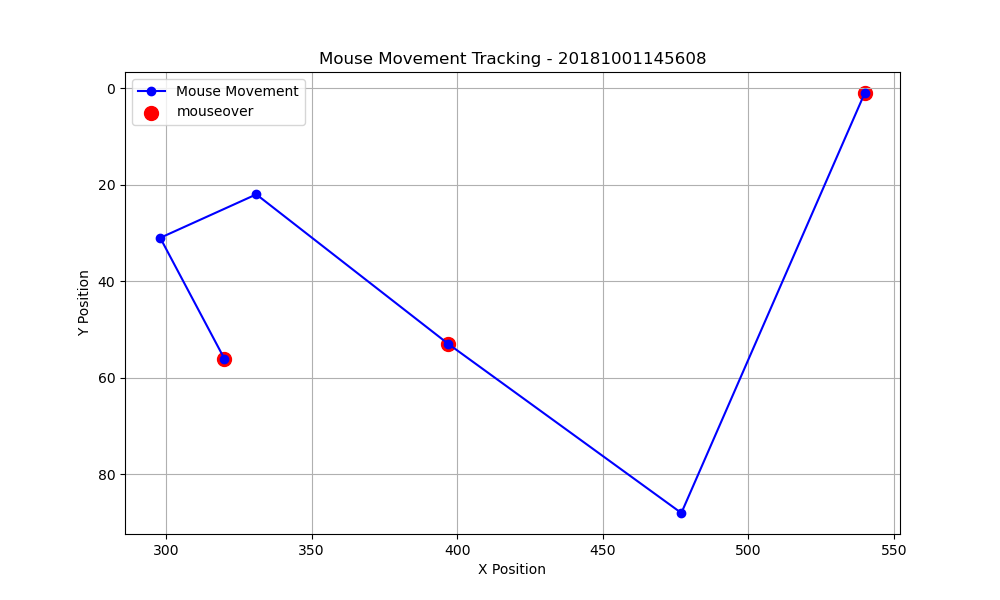 Mouse Movement Tracking - 20181001145608
Mouse Movement
mouseover
0
20
40
60
80
Y Position
300 350 400 450 500 550
X Position